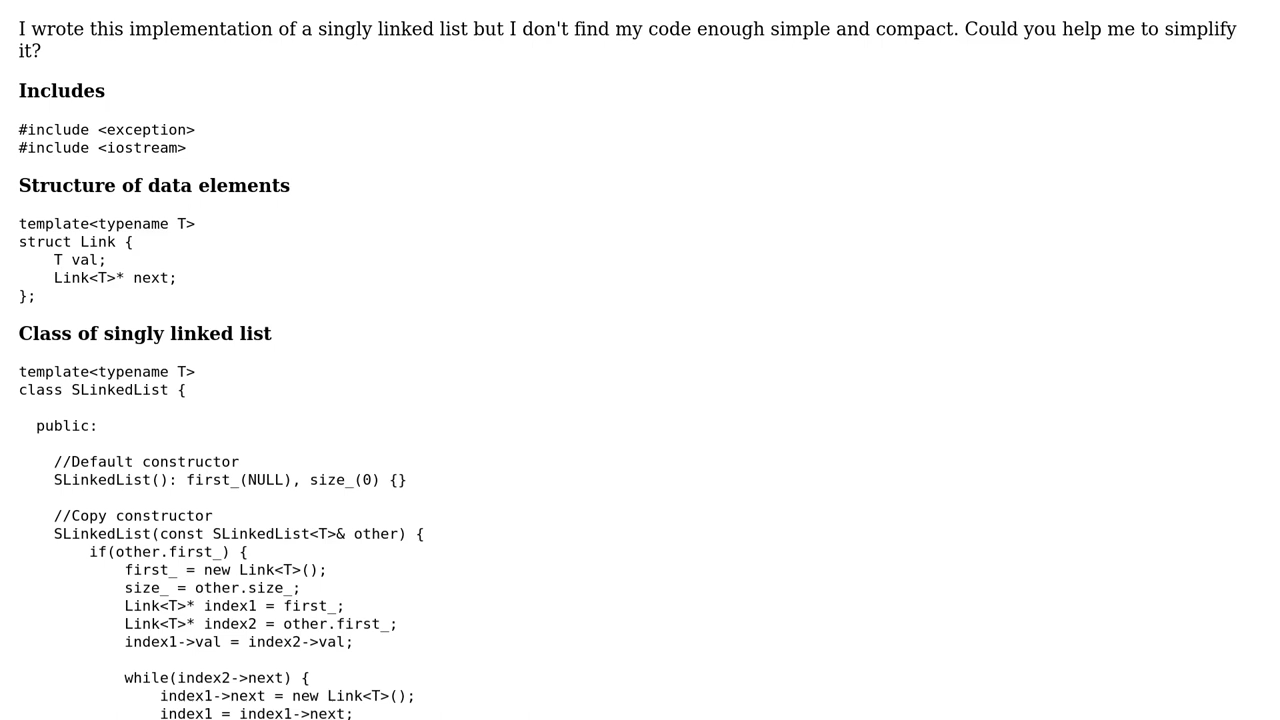 I wrote this implementation of a singly linked list but I don't find my code enough simple and compact. Could you help me to simplify
it?
Includes
#include <exception>
#include <iostream>
Structure of data elements
template<typename T>
struct Link {
    T val;
    Link<T>* next;
};
Class of singly linked list
template<typename T>
class SLinkedList {
  public:
    //Default constructor
    SLinkedList(): first_(NULL), size_(0) {}
    //Copy constructor
    SLinkedList(const SLinkedList<T>& other) {
        if(other.first_) {
            first_ = new Link<T>();
            size_ = other.size_;
            Link<T>* index1 = first_;
            Link<T>* index2 = other.first_;
            index1->val = index2->val;
            while(index2->next) {
                index1->next = new Link<T>();
                index1 = index1->next;